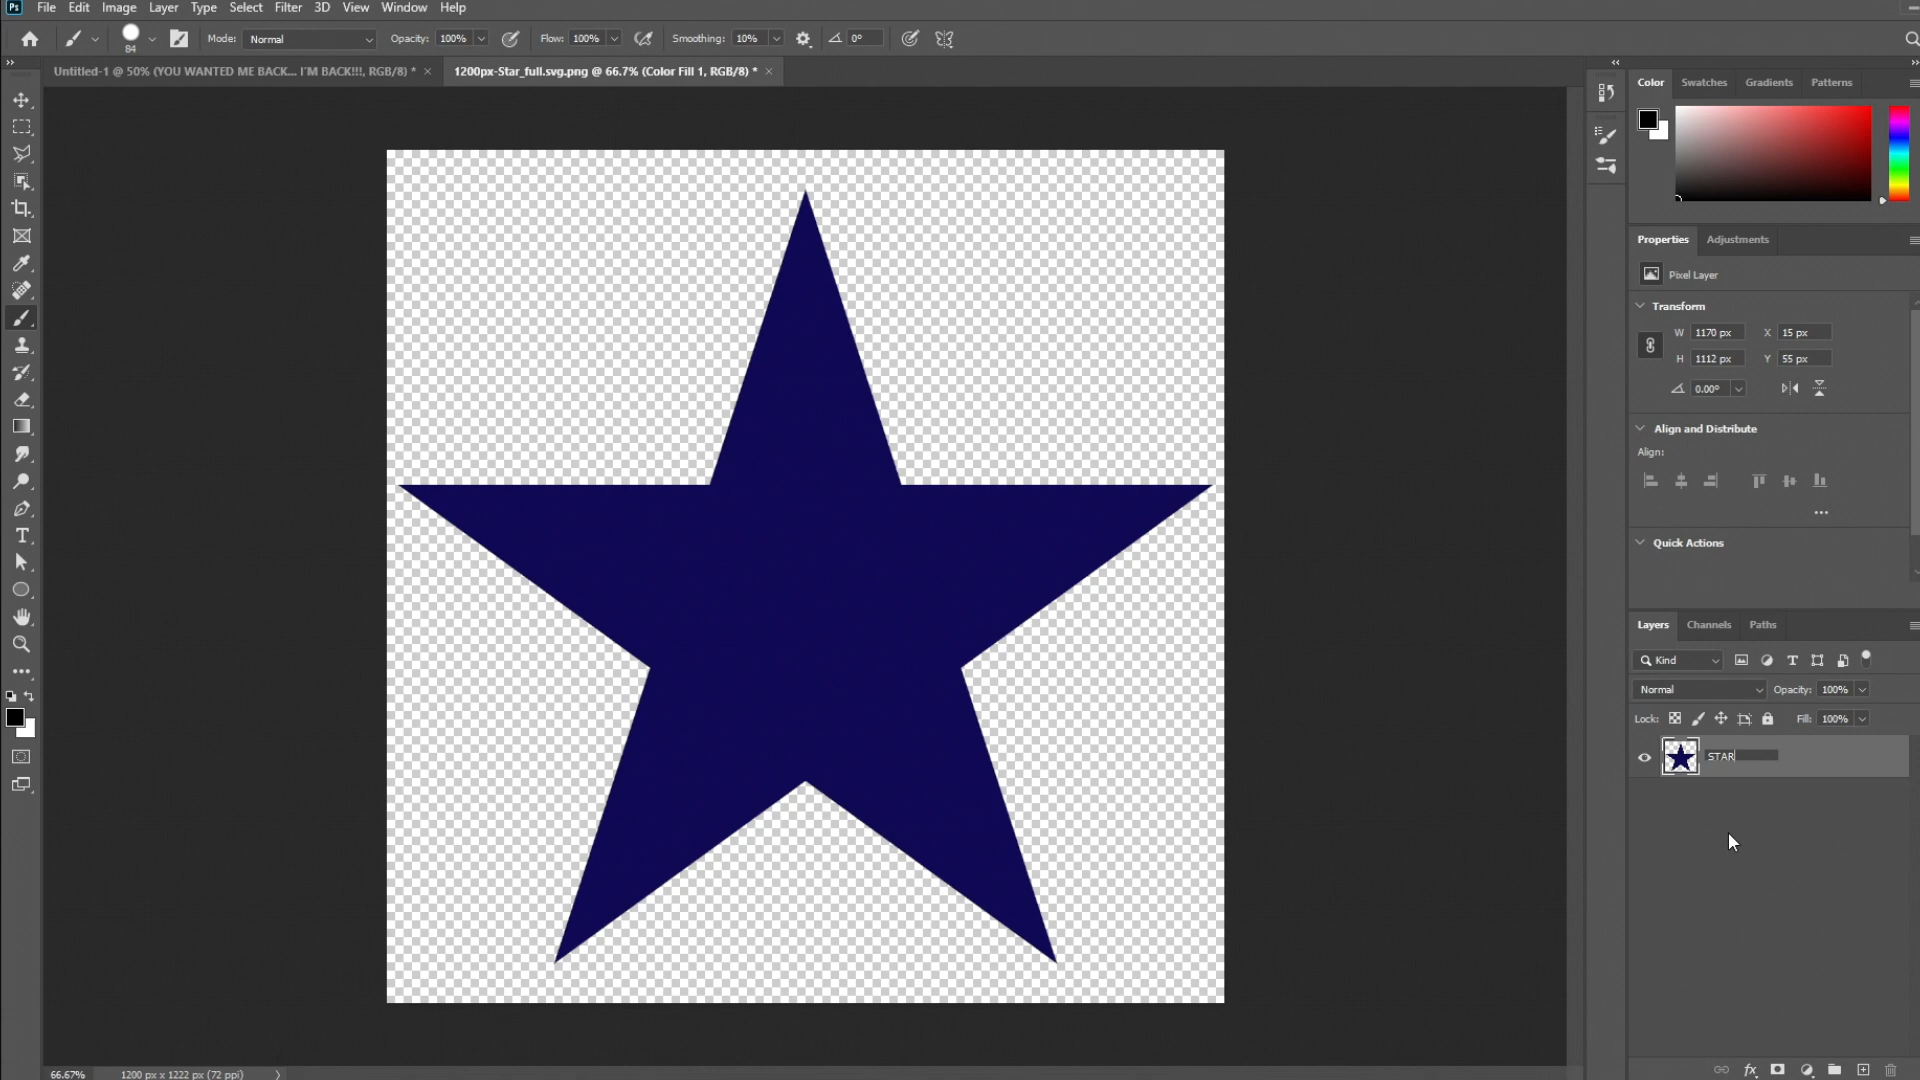 Ps File Edit Image Layer Type Select Filter 3D View Window Help
84 Mode: Normal Opacity: 100% Flow: 100% Smoothing: 10% 0°
Untitled-1 @ 50% (YOU WANTED ME BACK... I'M BACK!!!, RGB/8) * × 1200px-Star_full.svg.png @ 66.7% (Color Fill 1, RGB/8) * ×
Color Swatches Gradients Patterns
Properties Adjustments
Pixel Layer
Transform
W 1170 px X 15 px
H 1112 px Y 55 px
0.00°
Align and Distribute
Align:
Quick Actions
Layers Channels Paths
Kind
Normal Opacity: 100%
Lock: Fill: 100%
STAR
fx
66.67% 1200 px x 1222 px (72 ppi)